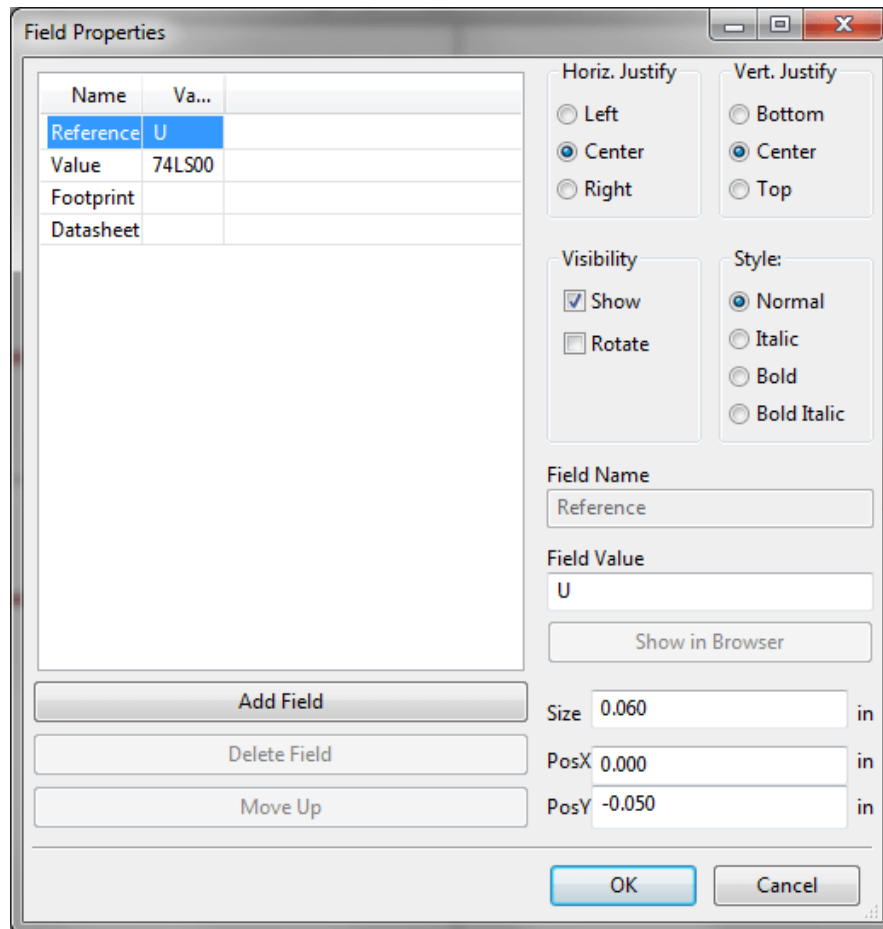 Field Properties
Name Va...
Reference U
Value 74LS00
Footprint
Datasheet
Add Field
Delete Field
Move Up
Horiz. Justify
Left
Center
Right
Vert. Justify
Bottom
Center
Top
Visibility
Show
Rotate
Style:
Normal
Italic
Bold
Bold Italic
Field Name
Reference
Field Value
U
Show in Browser
Size 0.060 in
PosX 0.000 in
PosY -0.050 in
OK
Cancel